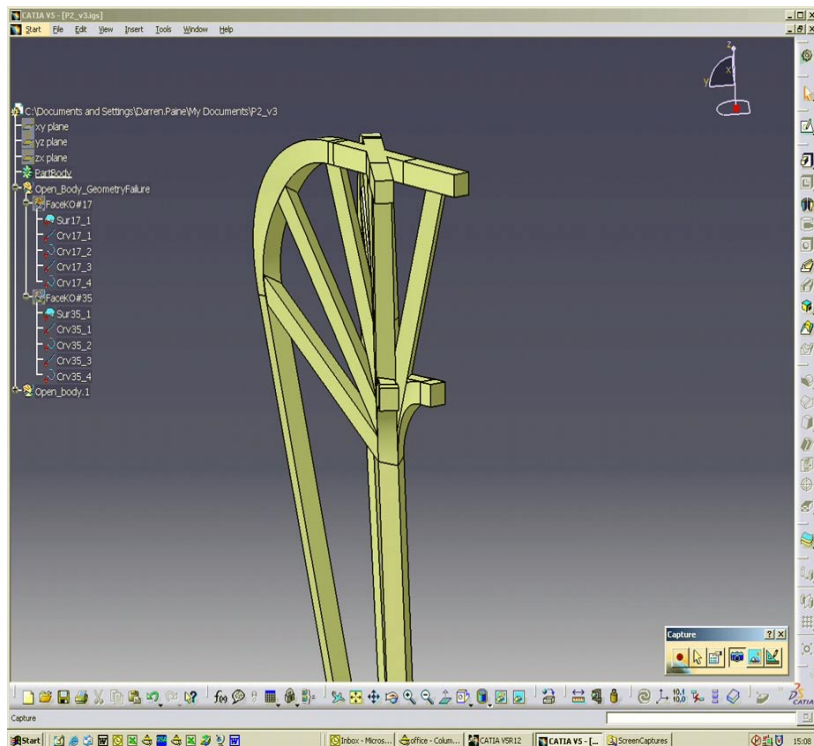 CATIA V5 - [P2_v3.igs]
Start File Edit View Insert Tools Window Help
z
y x
C:\Documents and Settings\Darren.Paine\My Documents\P2_v3
xy plane
yz plane
zx plane
PartBody
Open_Body_GeometryFailure
FaceKO#17
Sur17_1
Crv17_1
Crv17_2
Crv17_3
Crv17_4
FaceKO#35
Sur35_1
Crv35_1
Crv35_2
Crv35_3
Crv35_4
Open_body.1
Capture
f(x)
CATIA
Capture
Start Inbox - Micros... office - Colum... CATIA V5R12 CATIA V5 - [... ScreenCaptures 15:08